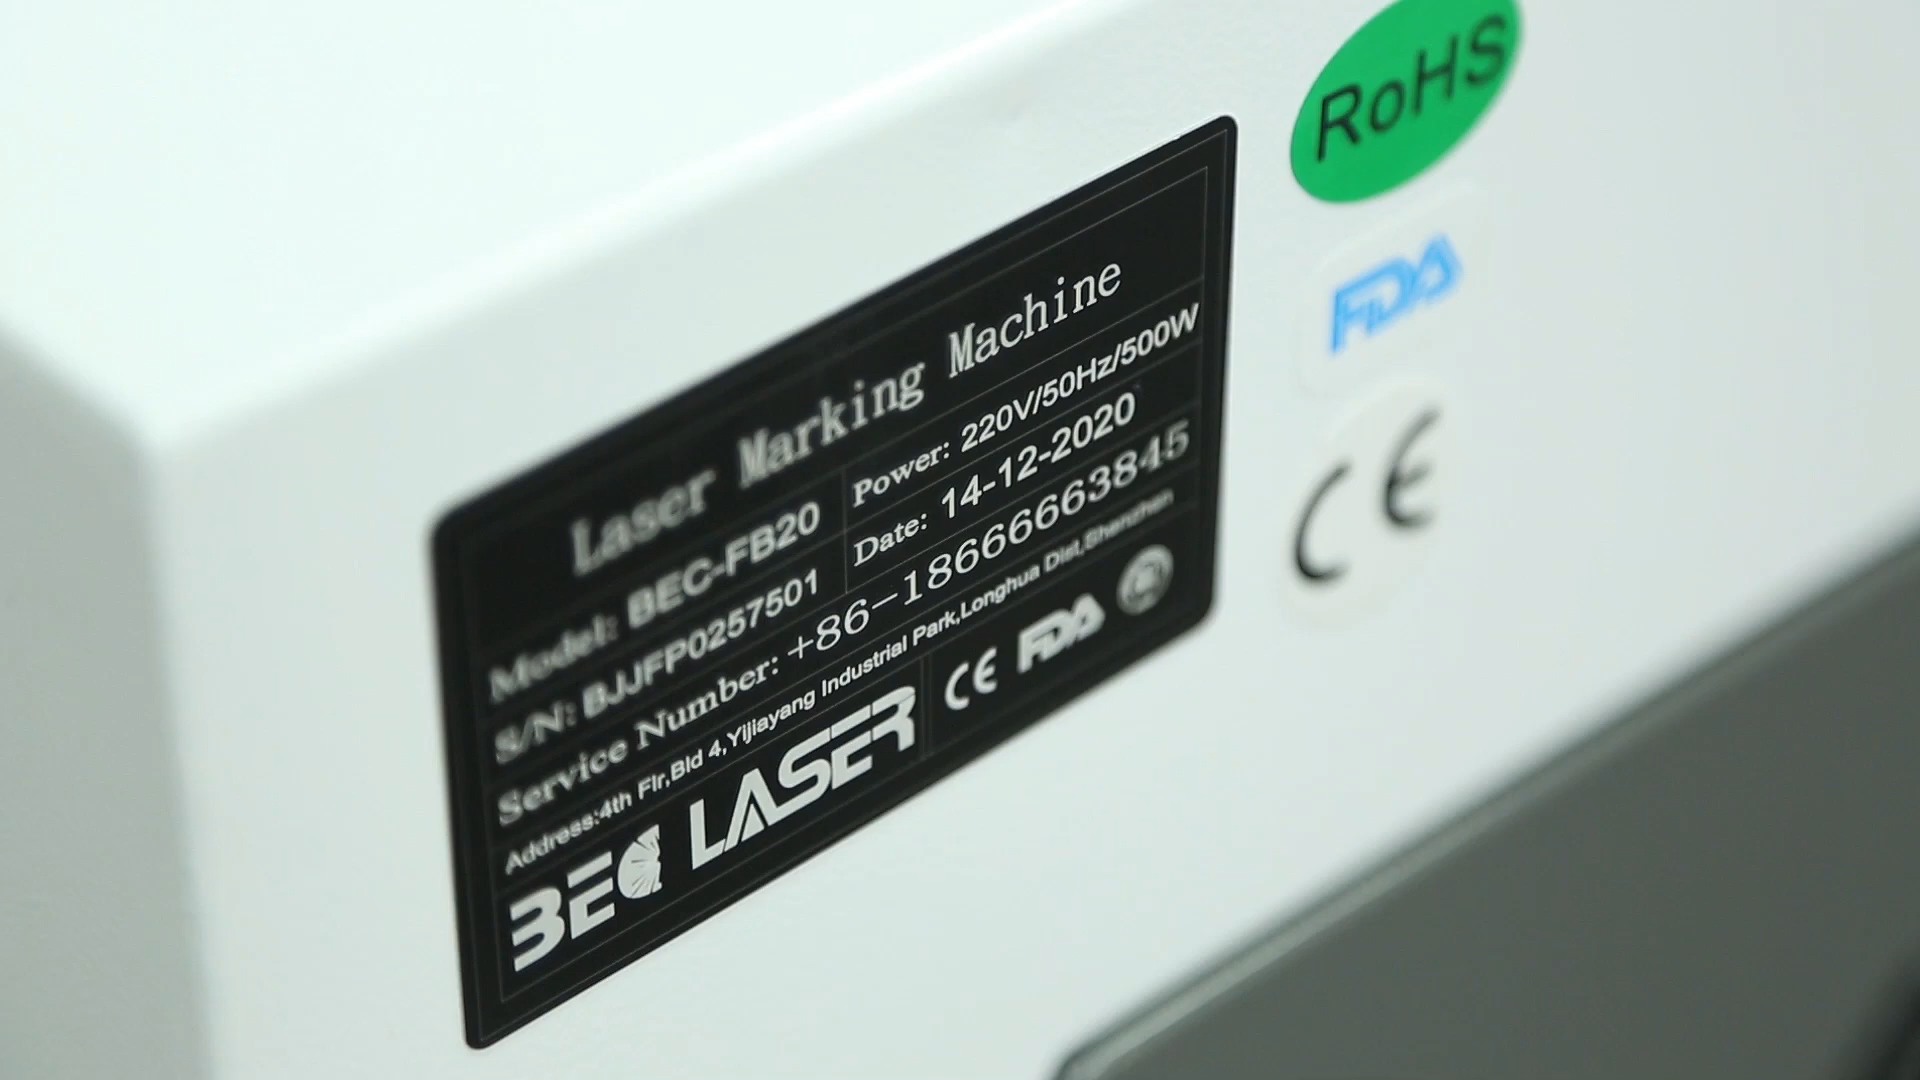 Laser Marking Machine
Model: BEC-FB20
Power: 220V/50Hz/500W
S/N: BJJFP0257501
Date: 14-12-2020
Service Number: +86-18666663845
Address:4th Flr,Bld 4,Yijiayang Industrial Park,Longhua Dist,Shenzhen
BEC LASER
CE FDA
RoHS
FDA
CE